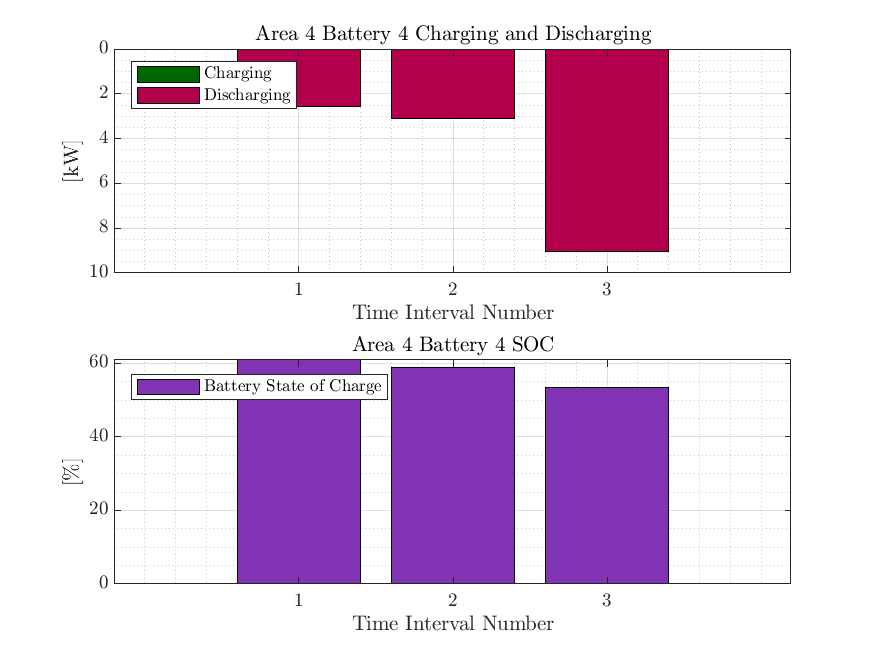 Area 4 Battery 4 Charging and Discharging
0
2
4
6
8
10
[kW]
Charging
Discharging
1 2 3
Time Interval Number
Area 4 Battery 4 SOC
60
40
20
0
[%]
Battery State of Charge
1 2 3
Time Interval Number